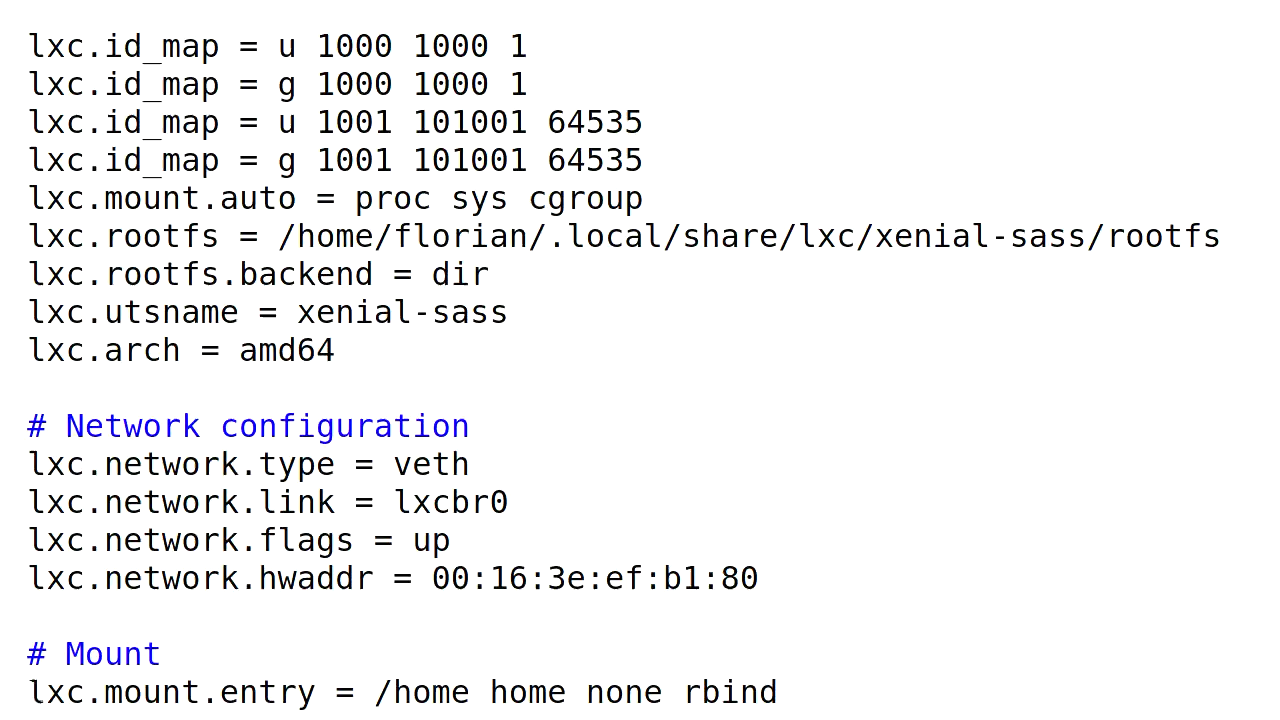 lxc.id_map = u 1000 1000 1
lxc.id_map = g 1000 1000 1
lxc.id_map = u 1001 101001 64535
lxc.id_map = g 1001 101001 64535
lxc.mount.auto = proc sys cgroup
lxc.rootfs = /home/florian/.local/share/lxc/xenial-sass/rootfs
lxc.rootfs.backend = dir
lxc.utsname = xenial-sass
lxc.arch = amd64

# Network configuration
lxc.network.type = veth
lxc.network.link = lxcbr0
lxc.network.flags = up
lxc.network.hwaddr = 00:16:3e:ef:b1:80

# Mount
lxc.mount.entry = /home home none rbind